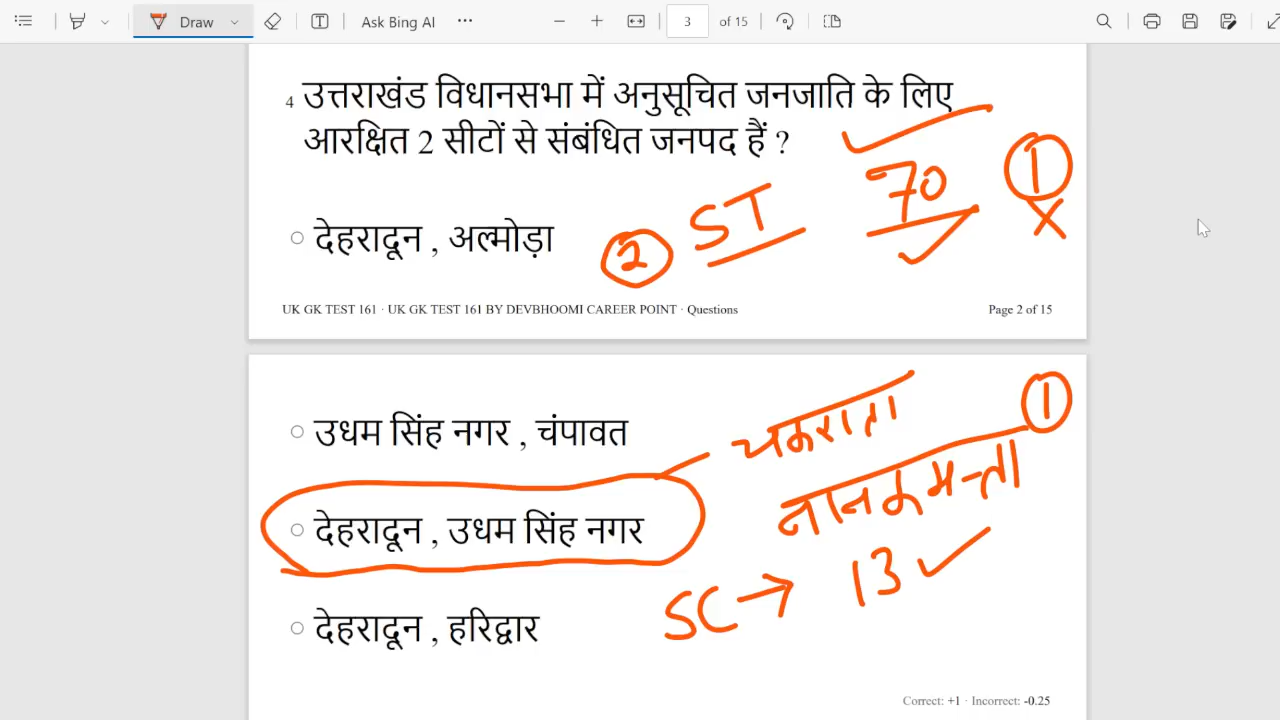 Draw
Ask Bing AI
3 of 15
4 उत्तराखंड विधानसभा में अनुसूचित जनजाति के लिए
आरक्षित 2 सीटों से संबंधित जनपद हैं ?
70
1
X
ST
2
देहरादून , अल्मोड़ा
UK GK TEST 161 · UK GK TEST 161 BY DEVBHOOMI CAREER POINT · Questions
Page 2 of 15
1
उधम सिंह नगर , चंपावत
चकराता
नानकमत्ता
देहरादून , उधम सिंह नगर
SC → 13
देहरादून , हरिद्वार
Correct: +1 · Incorrect: -0.25